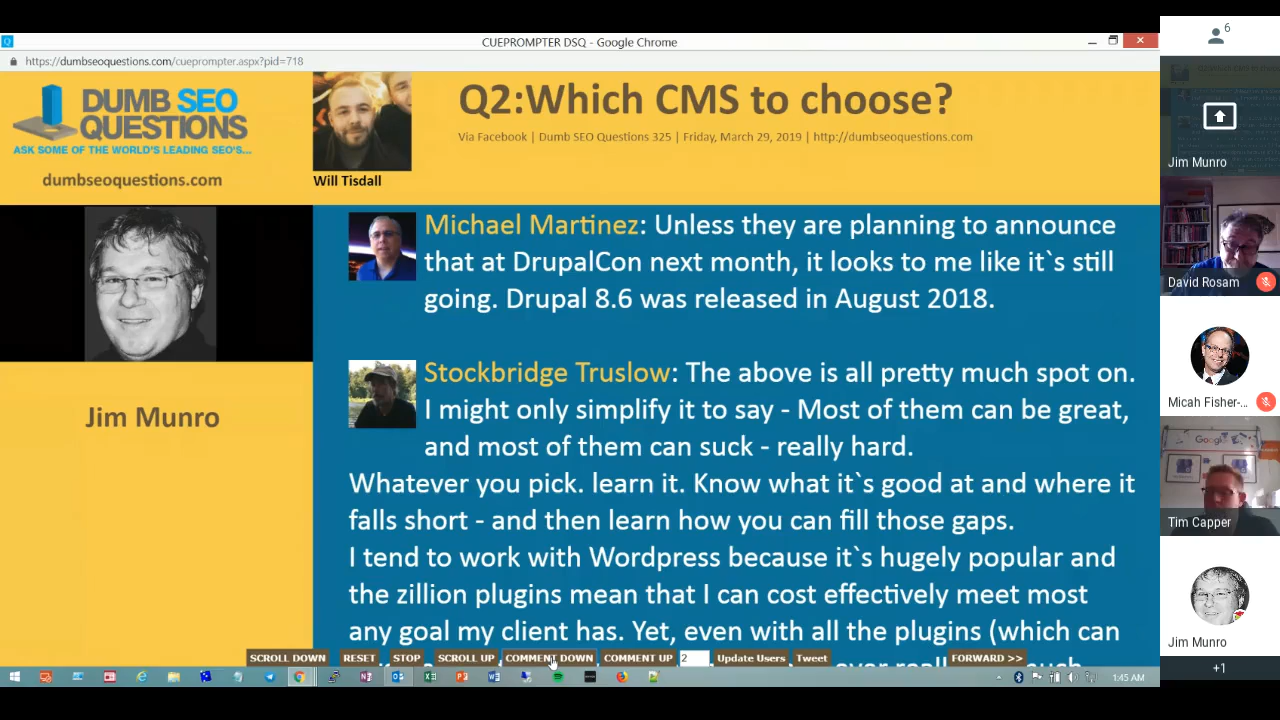 CUEPROMPTER DSQ - Google Chrome
https://dumbseoquestions.com/cueprompter.aspx?pid=718
DUMB SEO
QUESTIONS
ASK SOME OF THE WORLD'S LEADING SEO'S...
dumbseoquestions.com
Will Tisdall
Q2:Which CMS to choose?
Via Facebook | Dumb SEO Questions 325 | Friday, March 29, 2019 | http://dumbseoquestions.com
Jim Munro
Michael Martinez: Unless they are planning to announce
that at DrupalCon next month, it looks to me like it`s still
going. Drupal 8.6 was released in August 2018.
Stockbridge Truslow: The above is all pretty much spot on.
I might only simplify it to say - Most of them can be great,
and most of them can suck - really hard.
Whatever you pick. learn it. Know what it`s good at and where it
falls short - and then learn how you can fill those gaps.
I tend to work with Wordpress because it`s hugely popular and
the zillion plugins mean that I can cost effectively meet most
any goal my client has. Yet, even with all the plugins (which can
SCROLL DOWN RESET STOP SCROLL UP COMMENT DOWN COMMENT UP 2 Update Users Tweet FORWARD >>
1:45 AM
6
Jim Munro
David Rosam
Micah Fisher-...
Google
Tim Capper
Jim Munro
+1